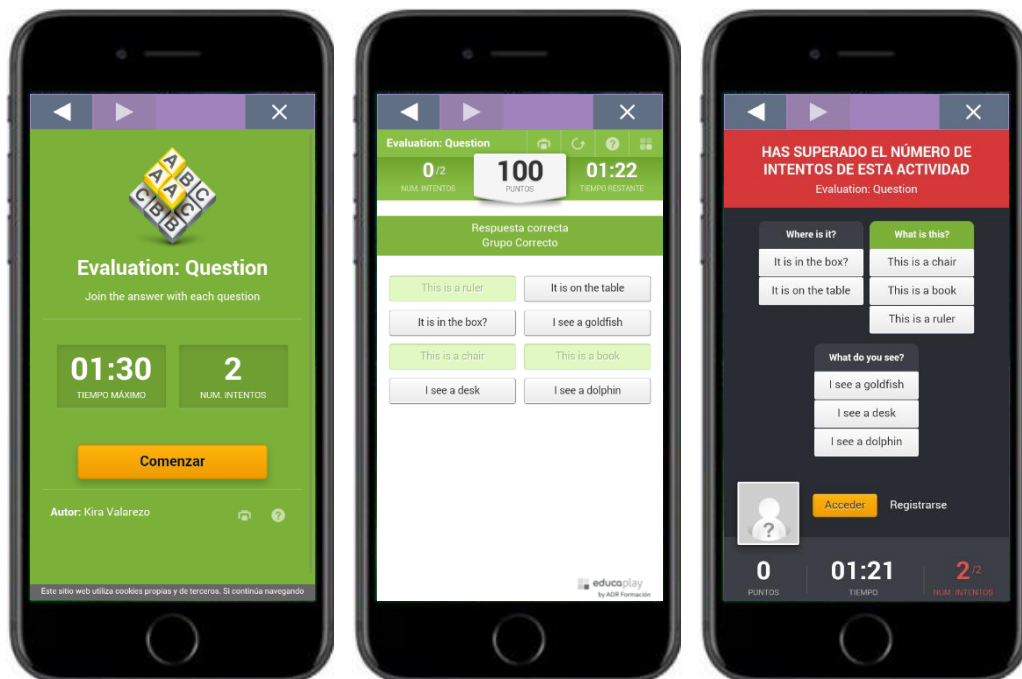 A
A B
A A C
C B B C
Evaluation: Question
Join the answer with each question
01:30
TIEMPO MÁXIMO
2
NUM. INTENTOS
Comenzar
Autor: Kira Valarezo
?
Este sitio web utiliza cookies propias y de terceros. Si continúa navegando
Evaluation: Question
?
0/2
NUM. INTENTOS
100
PUNTOS
01:22
TIEMPO RESTANTE
Respuesta correcta
Grupo Correcto
This is a ruler
It is on the table
It is in the box?
I see a goldfish
This is a chair
This is a book
I see a desk
I see a dolphin
educaplay
by ADR Formación
HAS SUPERADO EL NÚMERO DE
INTENTOS DE ESTA ACTIVIDAD
Evaluation: Question
Where is it?
It is in the box?
It is on the table
What is this?
This is a chair
This is a book
This is a ruler
What do you see?
I see a goldfish
I see a desk
I see a dolphin
?
Acceder
Registrarse
0
PUNTOS
01:21
TIEMPO
2/2
NUM. INTENTOS